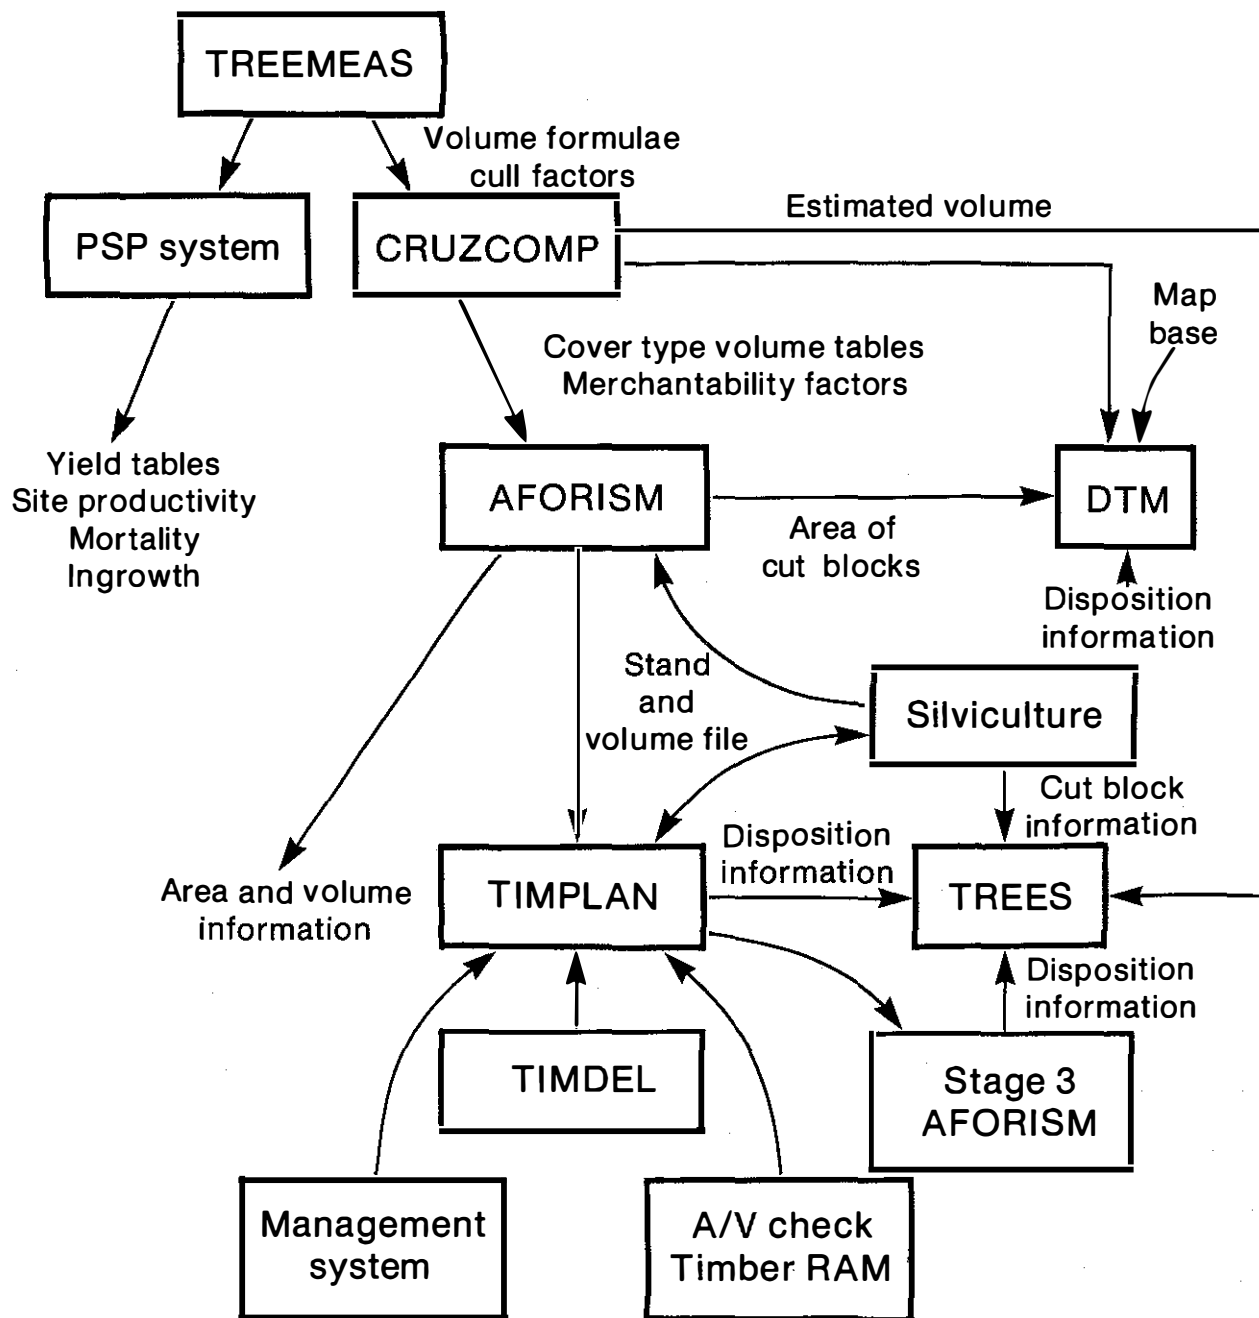 TREEMEAS
Volume formulae
cull factors
PSP system
CRUZCOMP
Estimated volume
Map
base
Cover type volume tables
Merchantability factors
Yield tables
Site productivity
Mortality
Ingrowth
AFORISM
Area of
cut blocks
DTM
Disposition
information
Stand
and
volume file
Silviculture
Cut block
information
Area and volume
information
TIMPLAN
Disposition
information
TREES
Disposition
information
TIMDEL
Stage 3
AFORISM
Management
system
A/V check
Timber RAM